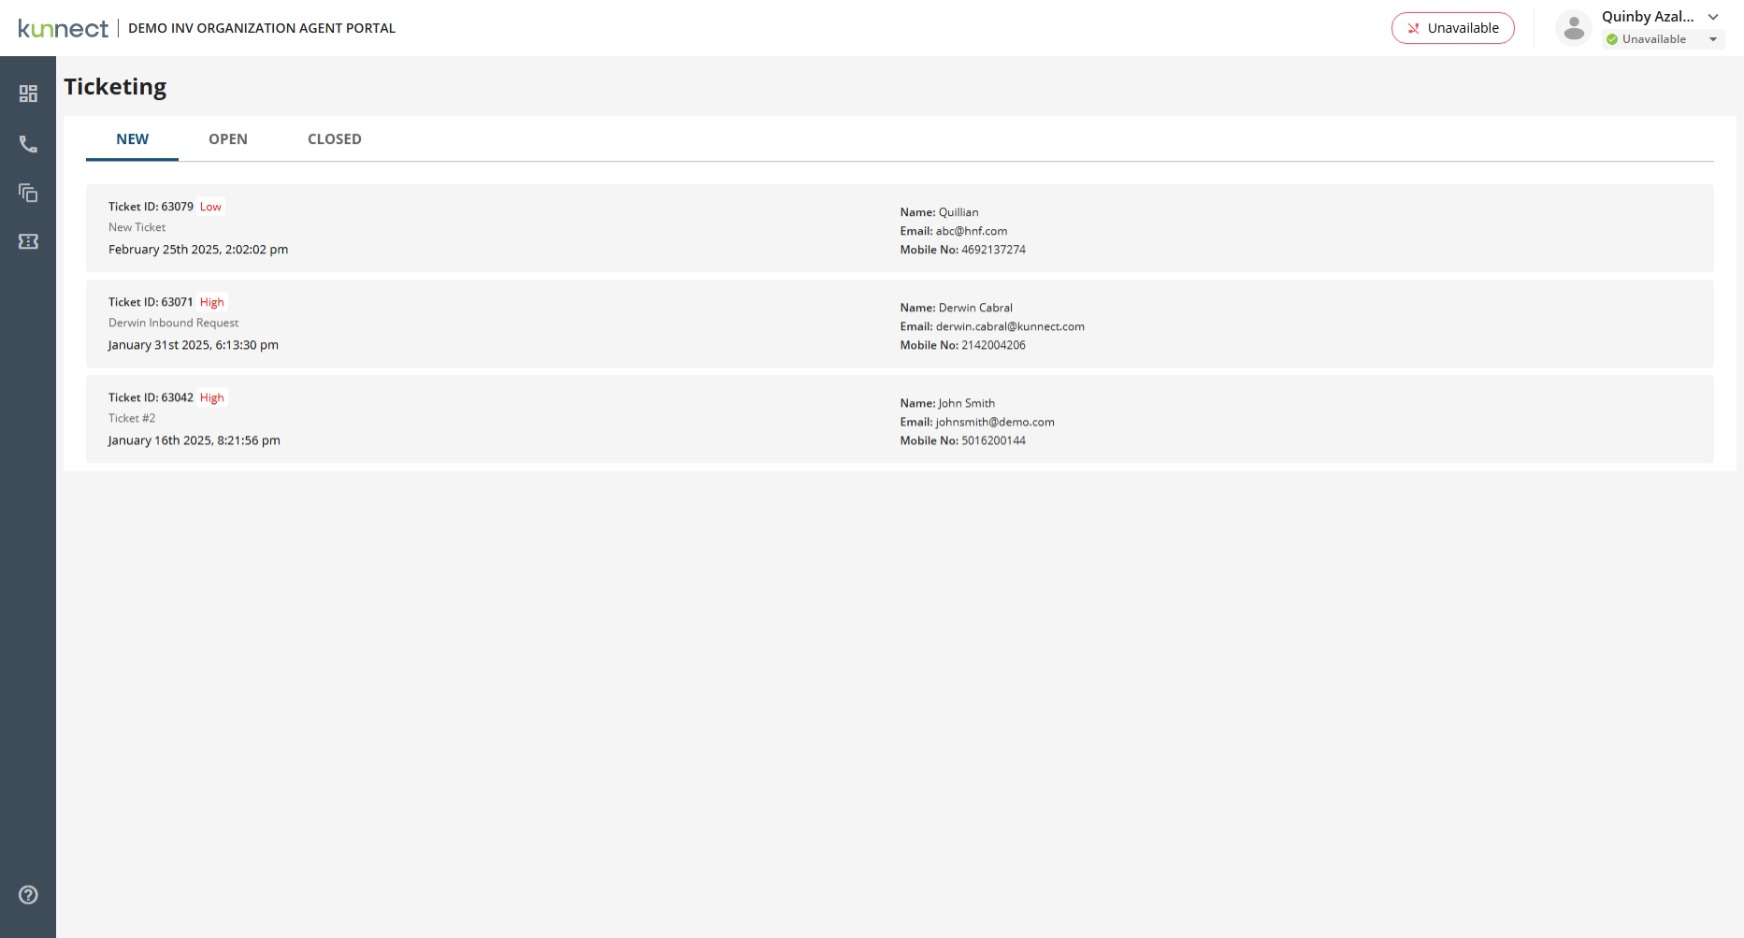 kunnect | DEMO INV ORGANIZATION AGENT PORTAL
Unavailable
Quinby Azal...
Unavailable
Ticketing
NEW OPEN CLOSED
Ticket ID: 63079 Low
New Ticket
February 25th 2025, 2:02:02 pm
Name: Quillian
Email: abc@hnf.com
Mobile No: 4692137274
Ticket ID: 63071 High
Derwin Inbound Request
January 31st 2025, 6:13:30 pm
Name: Derwin Cabral
Email: derwin.cabral@kunnect.com
Mobile No: 2142004206
Ticket ID: 63042 High
Ticket #2
January 16th 2025, 8:21:56 pm
Name: John Smith
Email: johnsmith@demo.com
Mobile No: 5016200144